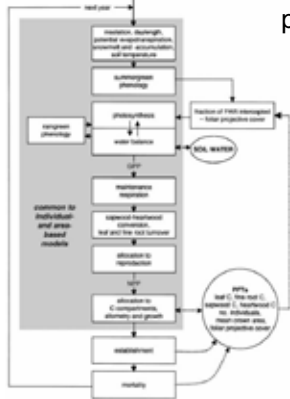 next year
p
insolation, daylength,
potential evapotranspiration,
snowmelt and -accumulation,
soil temperature
summergreen
phenology
photosynthesis
water balance
raingreen
phenology
fraction of PAR intercepted
~ foliar projective cover
SOIL WATER
GPP
maintenance
respiration
common to
individual-
and area-
based
models
sapwood-heartwood
conversion,
leaf and fine root turnover
allocation to
reproduction
NPP
allocation to
C compartments,
allometry and growth
PFTs
leaf C, fine root C,
sapwood C, heartwood C
no. individuals,
mean crown area,
foliar projective cover
establishment
mortality